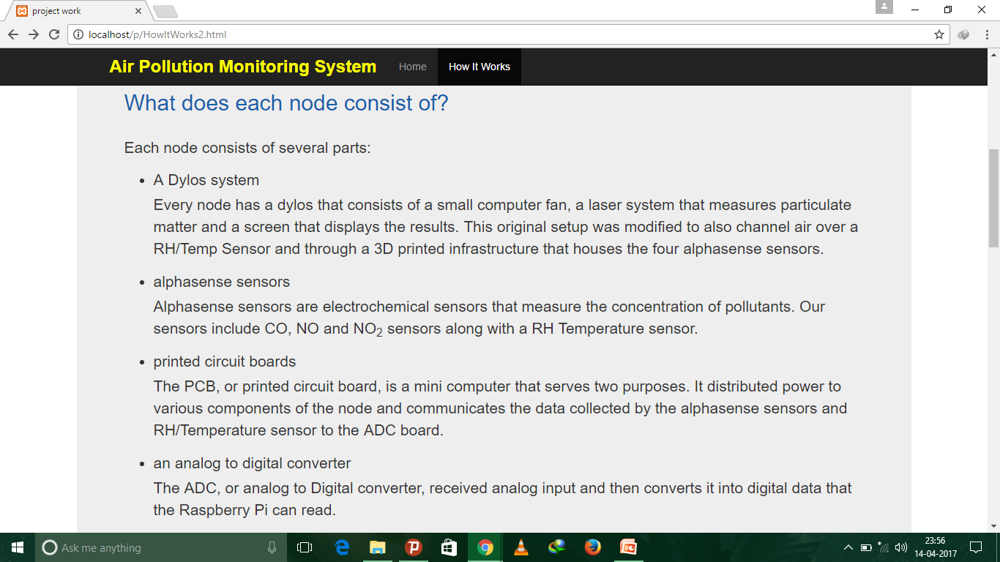 project work
localhost/p/HowItWorks2.html
Air Pollution Monitoring System Home How It Works
What does each node consist of?
Each node consists of several parts:
• A Dylos system
Every node has a dylos that consists of a small computer fan, a laser system that measures particulate
matter and a screen that displays the results. This original setup was modified to also channel air over a
RH/Temp Sensor and through a 3D printed infrastructure that houses the four alphasense sensors.
• alphasense sensors
Alphasense sensors are electrochemical sensors that measure the concentration of pollutants. Our
sensors include CO, NO and NO₂ sensors along with a RH Temperature sensor.
• printed circuit boards
The PCB, or printed circuit board, is a mini computer that serves two purposes. It distributed power to
various components of the node and communicates the data collected by the alphasense sensors and
RH/Temperature sensor to the ADC board.
• an analog to digital converter
The ADC, or analog to Digital converter, received analog input and then converts it into digital data that
the Raspberry Pi can read.
Ask me anything
23:56
14-04-2017